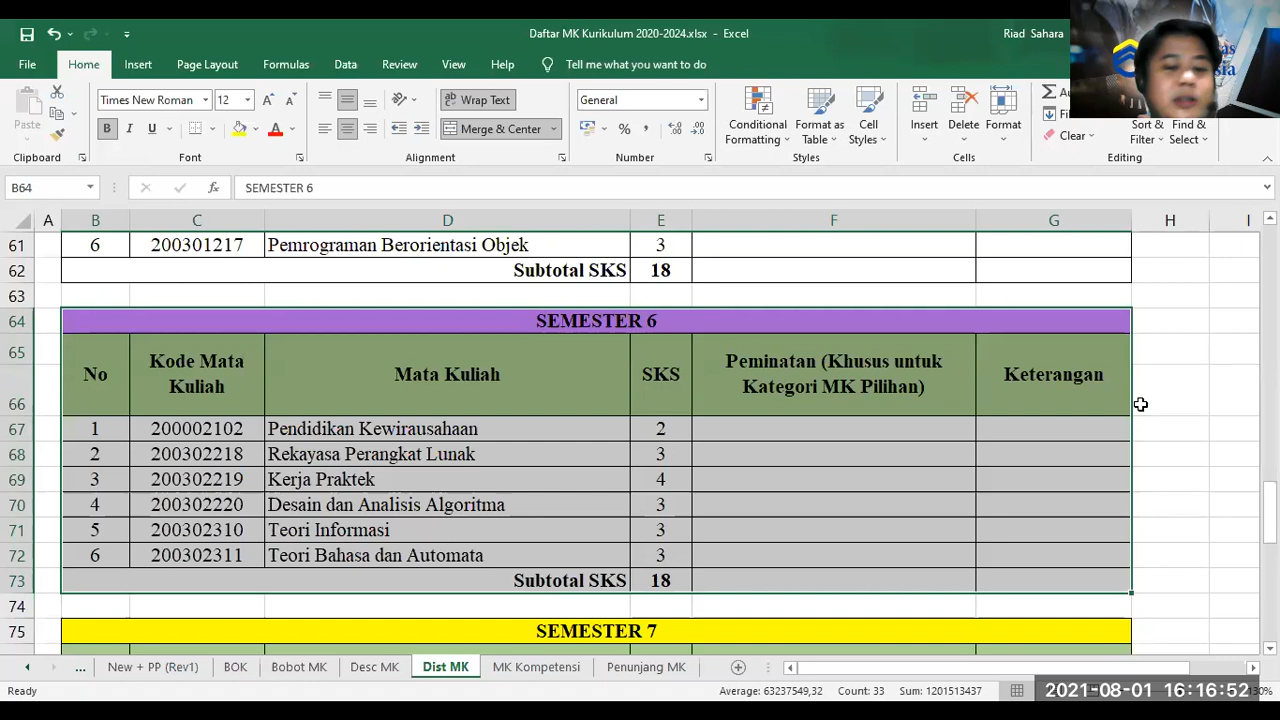 Daftar MK Kurikulum 2020-2024.xlsx - Excel
Riad Sahara
File Home Insert Page Layout Formulas Data Review View Help Tell me what you want to do
Paste
Times New Roman 12
B I U
Wrap Text
Merge & Center
General
% ,
Conditional Formatting
Format as Table
Cell Styles
Insert
Delete
Format
Clear
Sort & Filter
Find & Select
Clipboard Font Alignment Number Styles Cells Editing
B64 fx SEMESTER 6
A B C D E F G H I
61 6 200301217 Pemrograman Berorientasi Objek 3
62 Subtotal SKS 18
63
64 SEMESTER 6
65
66 No Kode Mata Kuliah Mata Kuliah SKS Peminatan (Khusus untuk Kategori MK Pilihan) Keterangan
67 1 200002102 Pendidikan Kewirausahaan 2
68 2 200302218 Rekayasa Perangkat Lunak 3
69 3 200302219 Kerja Praktek 4
70 4 200302220 Desain dan Analisis Algoritma 3
71 5 200302310 Teori Informasi 3
72 6 200302311 Teori Bahasa dan Automata 3
73 Subtotal SKS 18
74
75 SEMESTER 7
... New + PP (Rev1) BOK Bobot MK Desc MK Dist MK MK Kompetensi Penunjang MK
Ready Average: 63237549,32 Count: 33 Sum: 1201513437
2021-08-01 16:16:52